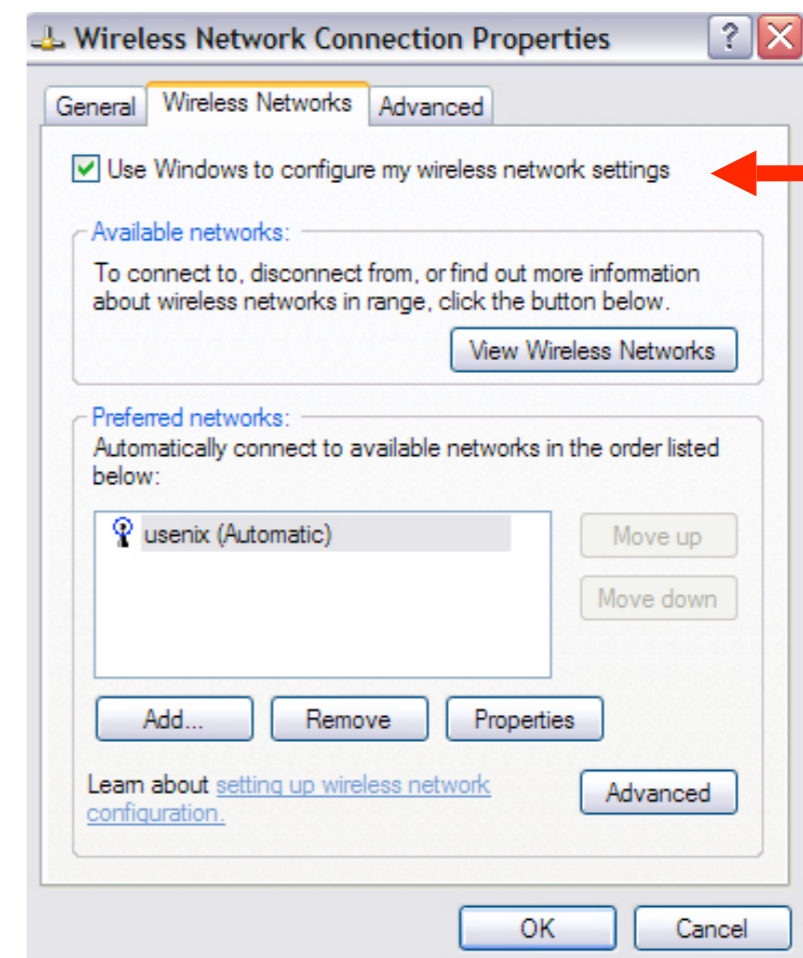 Wireless Network Connection Properties
General Wireless Networks Advanced
Use Windows to configure my wireless network settings
Available networks:
To connect to, disconnect from, or find out more information
about wireless networks in range, click the button below.
View Wireless Networks
Preferred networks:
Automatically connect to available networks in the order listed
below:
usenix (Automatic)
Move up
Move down
Add... Remove Properties
Learn about setting up wireless network
configuration.
Advanced
OK Cancel